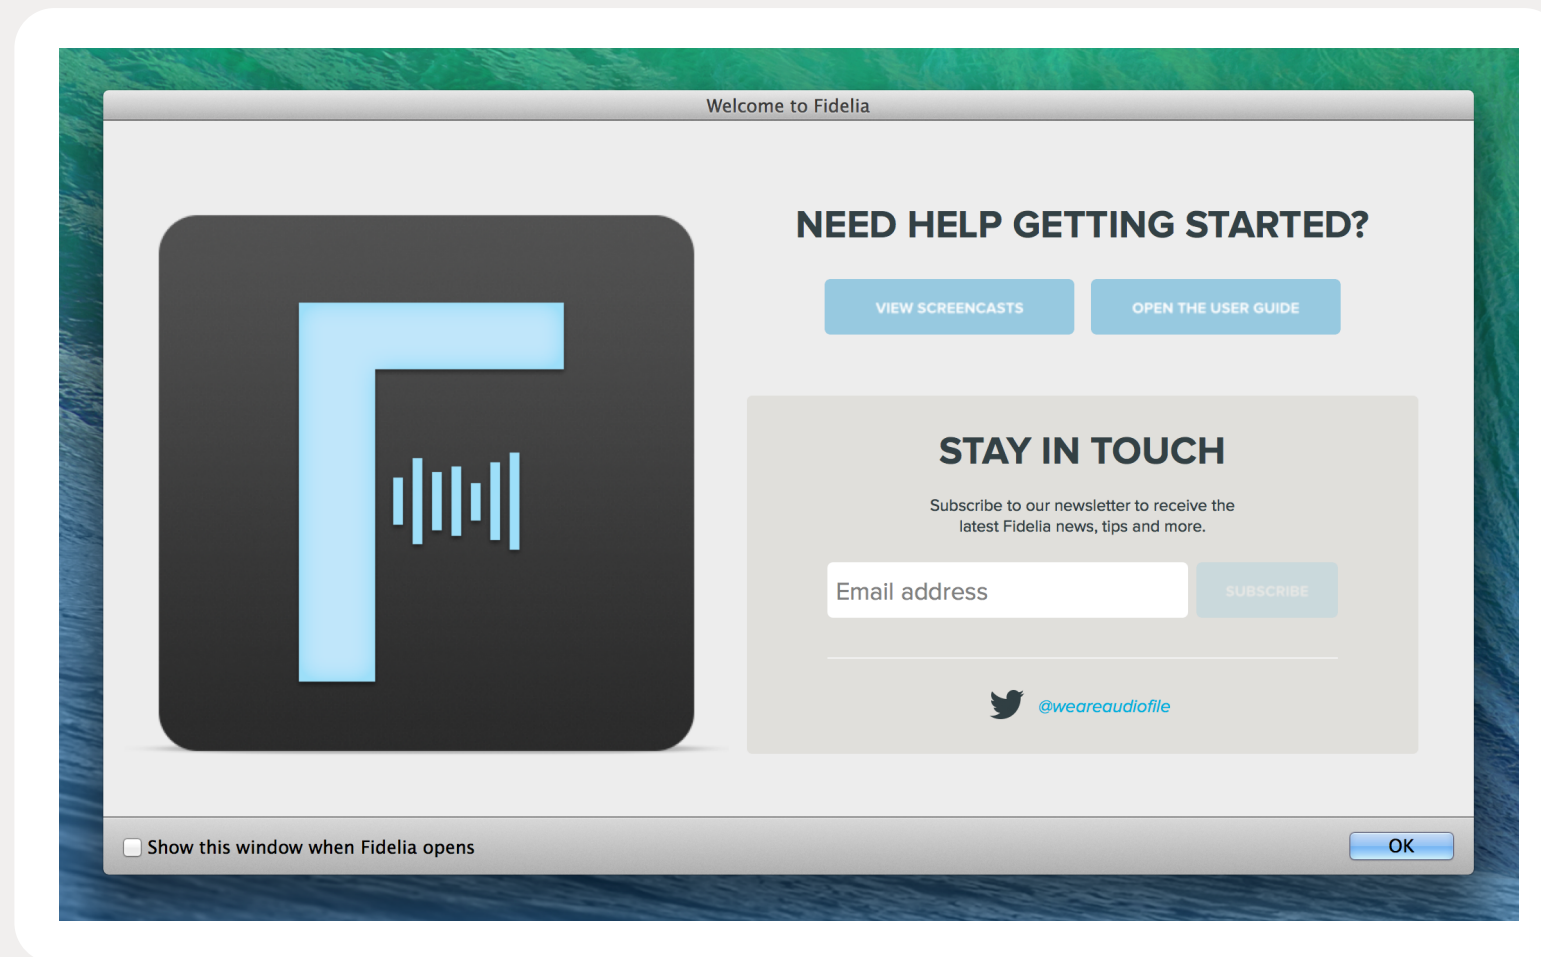 Welcome to Fidelia
NEED HELP GETTING STARTED?
VIEW SCREENCASTS
OPEN THE USER GUIDE
STAY IN TOUCH
Subscribe to our newsletter to receive the
latest Fidelia news, tips and more.
Email address
SUBSCRIBE
@weareaudiofile
Show this window when Fidelia opens
OK